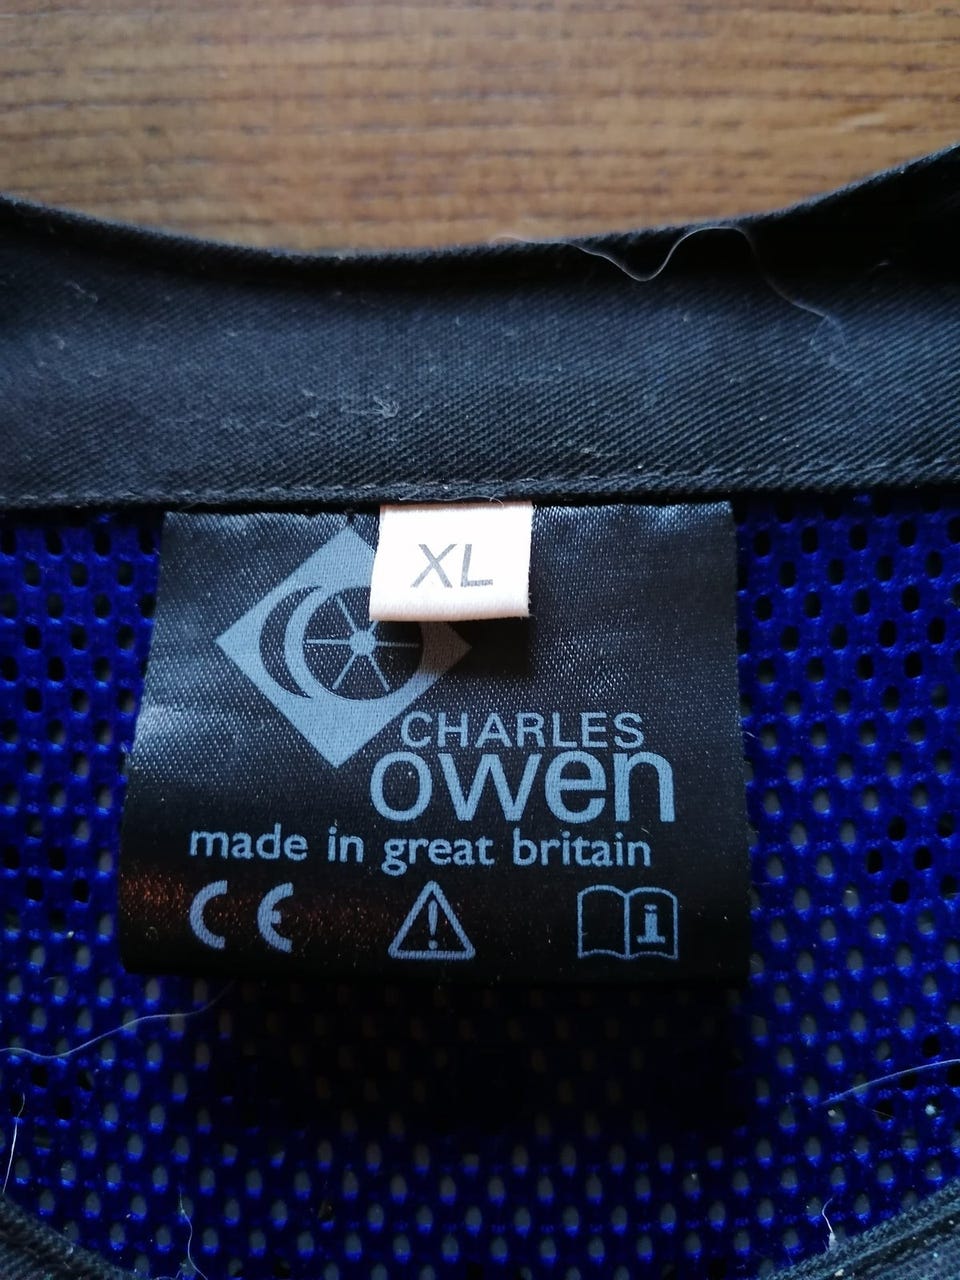 XL
CHARLES
owen
made in great britain
CE